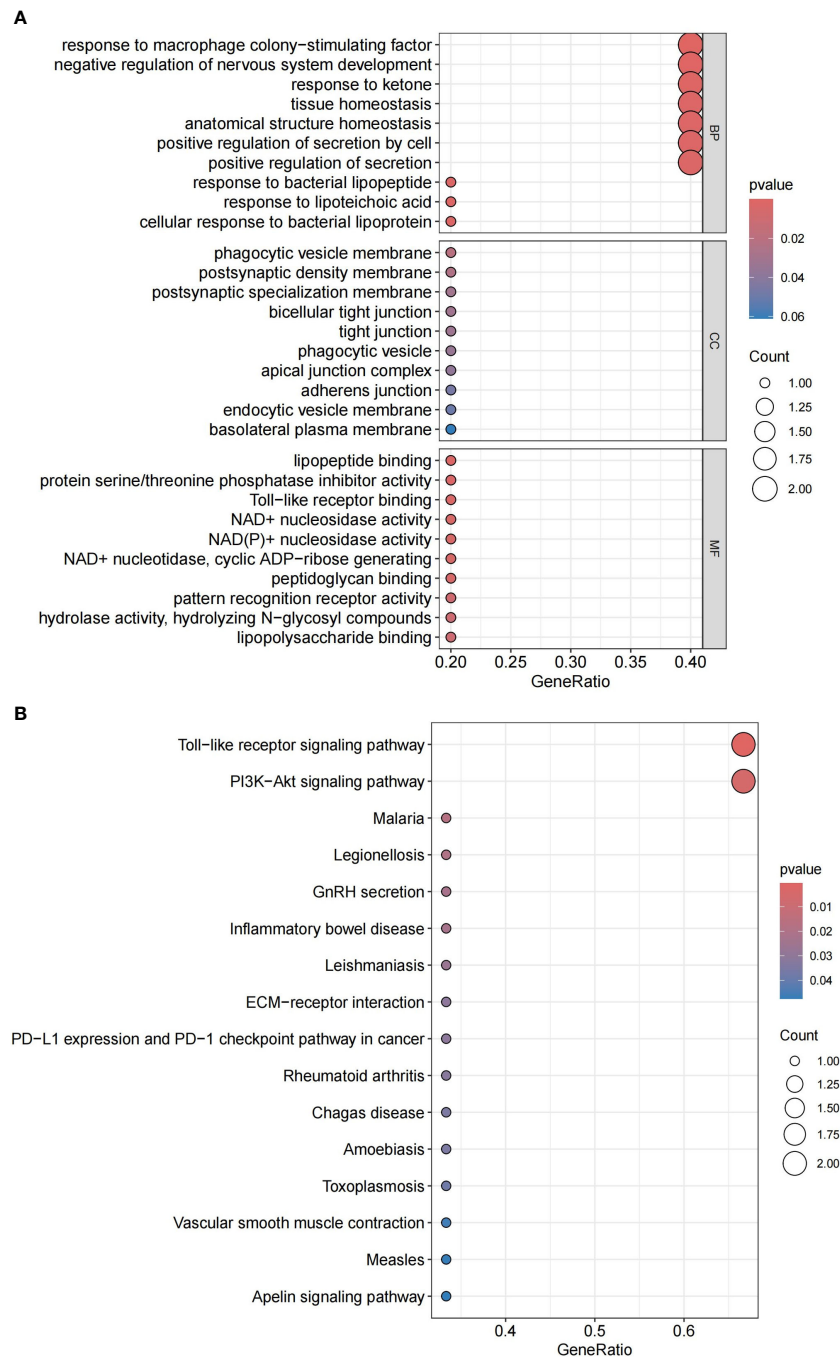 A
response to macrophage colony−stimulating factor
negative regulation of nervous system development
response to ketone
tissue homeostasis
anatomical structure homeostasis
positive regulation of secretion by cell
positive regulation of secretion
response to bacterial lipopeptide
response to lipoteichoic acid
cellular response to bacterial lipoprotein
BP
phagocytic vesicle membrane
postsynaptic density membrane
postsynaptic specialization membrane
bicellular tight junction
tight junction
phagocytic vesicle
apical junction complex
adherens junction
endocytic vesicle membrane
basolateral plasma membrane
CC
lipopeptide binding
protein serine/threonine phosphatase inhibitor activity
Toll−like receptor binding
NAD+ nucleosidase activity
NAD(P)+ nucleosidase activity
NAD+ nucleotidase, cyclic ADP−ribose generating
peptidoglycan binding
pattern recognition receptor activity
hydrolase activity, hydrolyzing N−glycosyl compounds
lipopolysaccharide binding
MF
0.20 0.25 0.30 0.35 0.40
GeneRatio
pvalue
0.02
0.04
0.06
Count
1.00
1.25
1.50
1.75
2.00
B
Toll−like receptor signaling pathway
PI3K−Akt signaling pathway
Malaria
Legionellosis
GnRH secretion
Inflammatory bowel disease
Leishmaniasis
ECM−receptor interaction
PD−L1 expression and PD−1 checkpoint pathway in cancer
Rheumatoid arthritis
Chagas disease
Amoebiasis
Toxoplasmosis
Vascular smooth muscle contraction
Measles
Apelin signaling pathway
0.4 0.5 0.6
GeneRatio
pvalue
0.01
0.02
0.03
0.04
Count
1.00
1.25
1.50
1.75
2.00